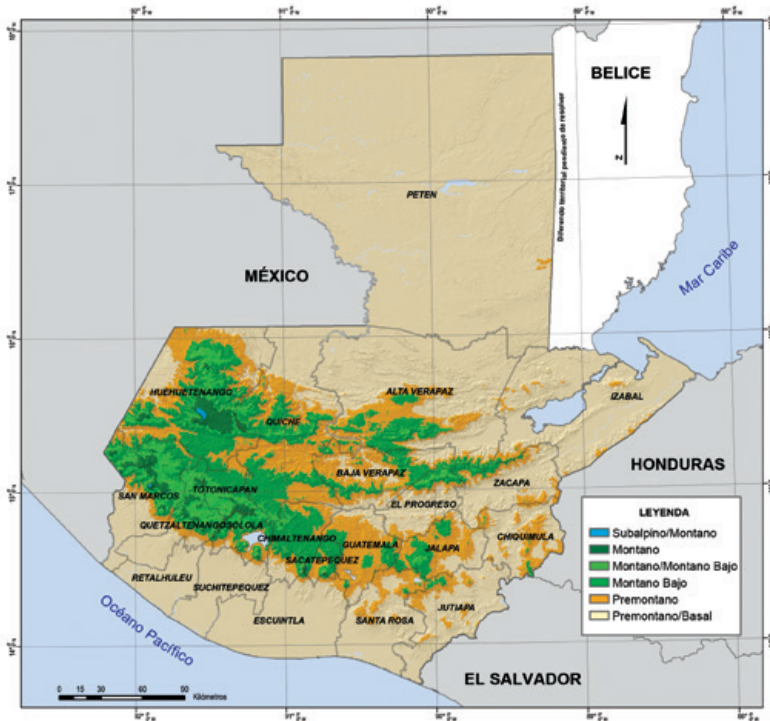 BELICE
N
PETEN
Diferendo territorial pendiente de resolver
MÉXICO
Mar Caribe
HUEHUETENANGO
ALTA VERAPAZ
IZABAL
QUICHE
BAJA VERAPAZ
HONDURAS
ZACAPA
SAN MARCOS
TOTONICAPAN
EL PROGRESO
QUETZALTENANGO
SOLOLA
CHIMALTENANGO
GUATEMALA
JALAPA
CHIQUIMULA
SACATEPEQUEZ
RETALHULEU
SUCHITEPEQUEZ
ESCUINTLA
SANTA ROSA
JUTIAPA
Océano Pacífico
EL SALVADOR
LEYENDA
Subalpino/Montano
Montano
Montano/Montano Bajo
Montano Bajo
Premontano
Premontano/Basal
0 15 30 60 90
Kilómetros